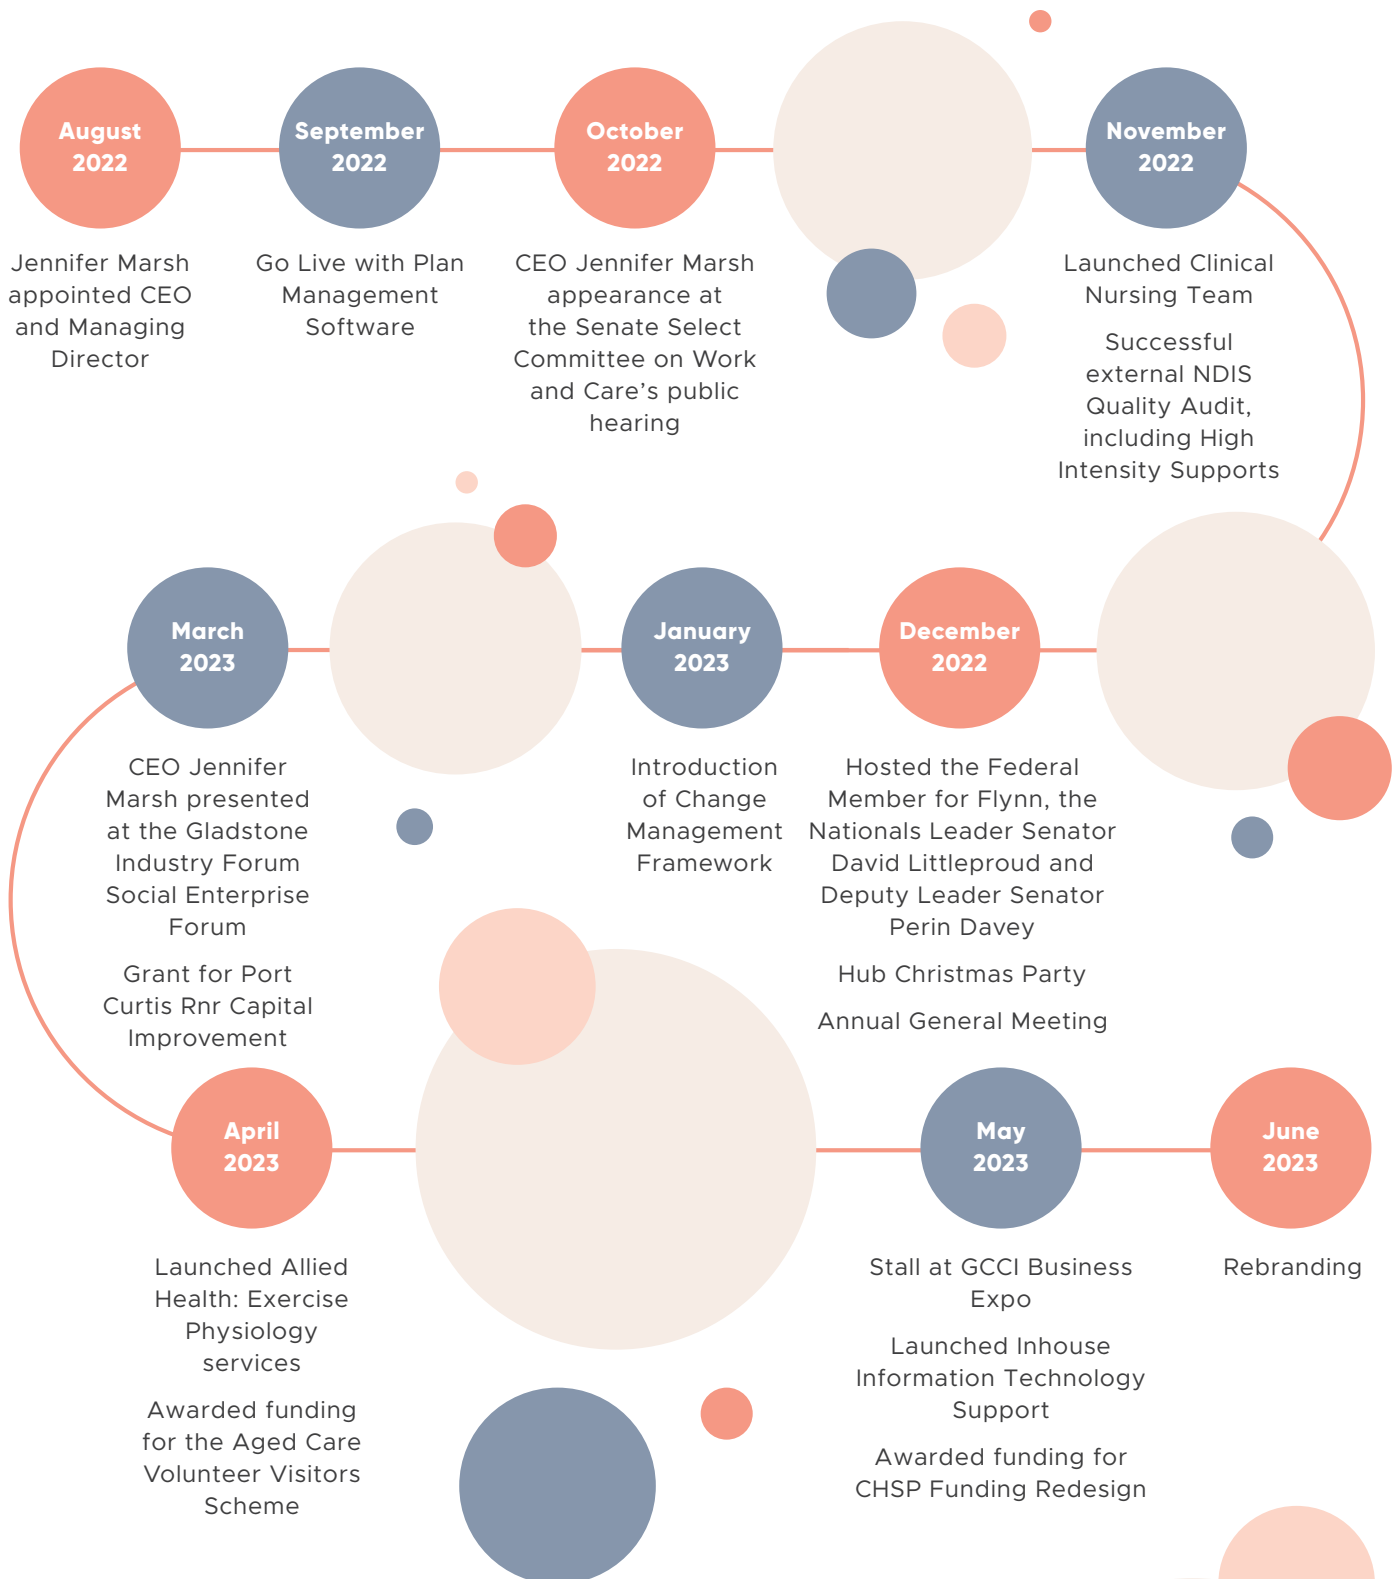 August
2022
Jennifer Marsh
appointed CEO
and Managing
Director
September
2022
Go Live with Plan
Management
Software
October
2022
CEO Jennifer Marsh
appearance at
the Senate Select
Committee on Work
and Care’s public
hearing
November
2022
Launched Clinical
Nursing Team
Successful
external NDIS
Quality Audit,
including High
Intensity Supports
December
2022
Hosted the Federal
Member for Flynn, the
Nationals Leader Senator
David Littleproud and
Deputy Leader Senator
Perin Davey
Hub Christmas Party
Annual General Meeting
January
2023
Introduction
of Change
Management
Framework
March
2023
CEO Jennifer
Marsh presented
at the Gladstone
Industry Forum
Social Enterprise
Forum
Grant for Port
Curtis Rnr Capital
Improvement
April
2023
Launched Allied
Health: Exercise
Physiology
services
Awarded funding
for the Aged Care
Volunteer Visitors
Scheme
May
2023
Stall at GCCI Business
Expo
Launched Inhouse
Information Technology
Support
Awarded funding for
CHSP Funding Redesign
June
2023
Rebranding